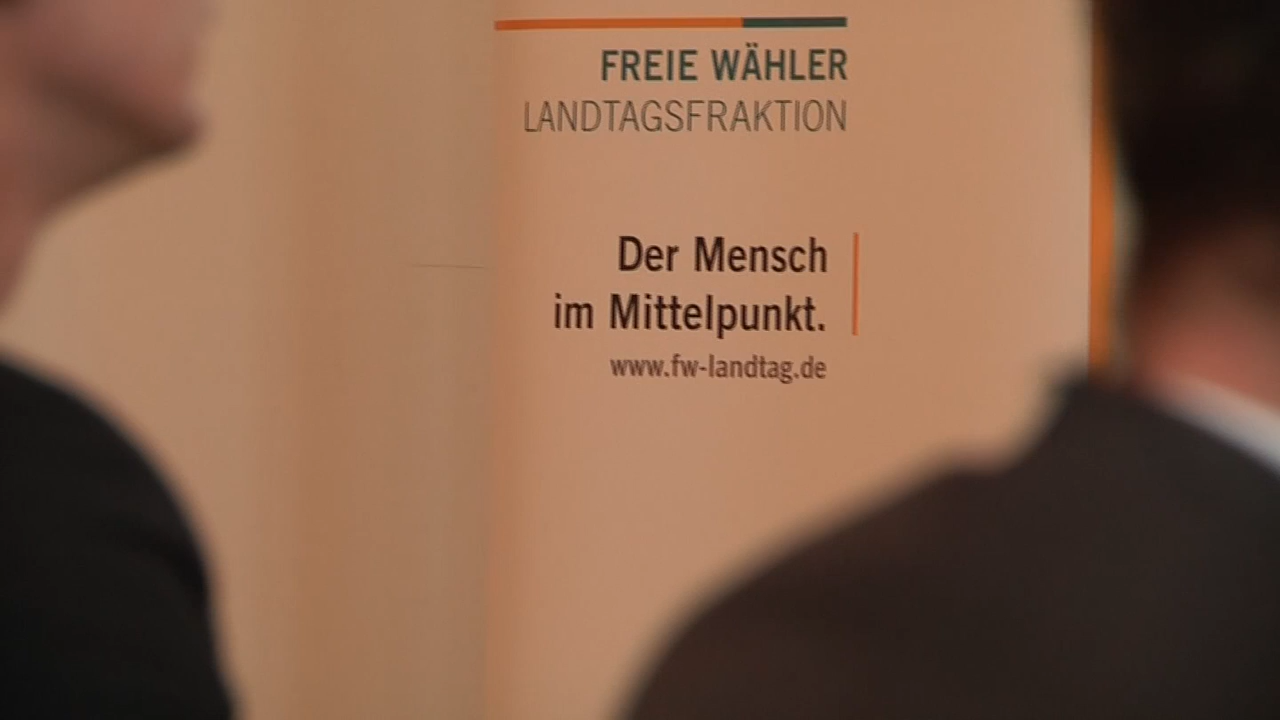 FREIE WÄHLER
LANDTAGSFRAKTION
Der Mensch
im Mittelpunkt.
www.fw-landtag.de